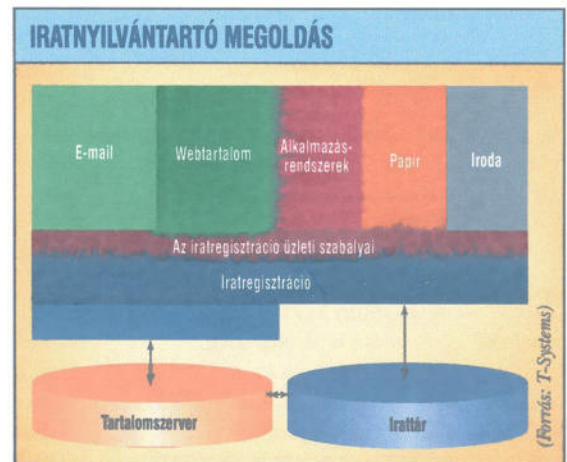 IRATNYILVÁNTARTÓ MEGOLDÁS
E-mail
Webtartalom
Alkalmazás-
rendszerek
Papír
Iroda
Az iratregisztráció üzleti szabályai
Iratregisztráció
Tartalomszerver
Irattár
(Forrás: T-Systems)